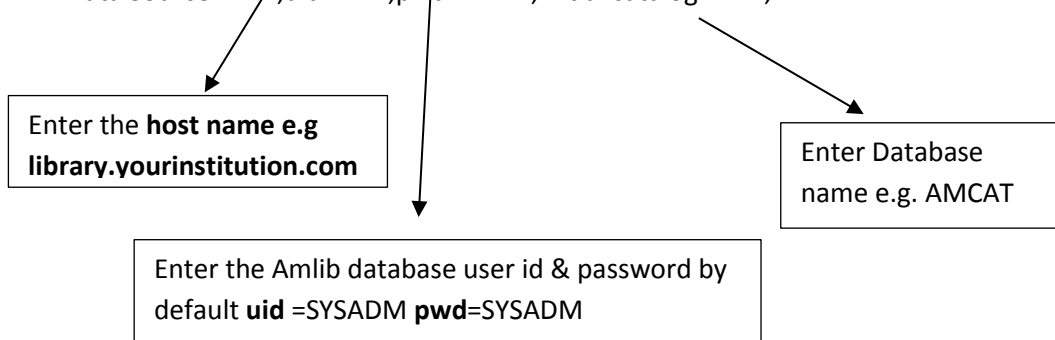 Enter the host name e.g
library.yourinstitution.com
Enter Database
name e.g. AMCAT
Enter the Amlib database user id & password by
default uid =SYSADM pwd=SYSADM